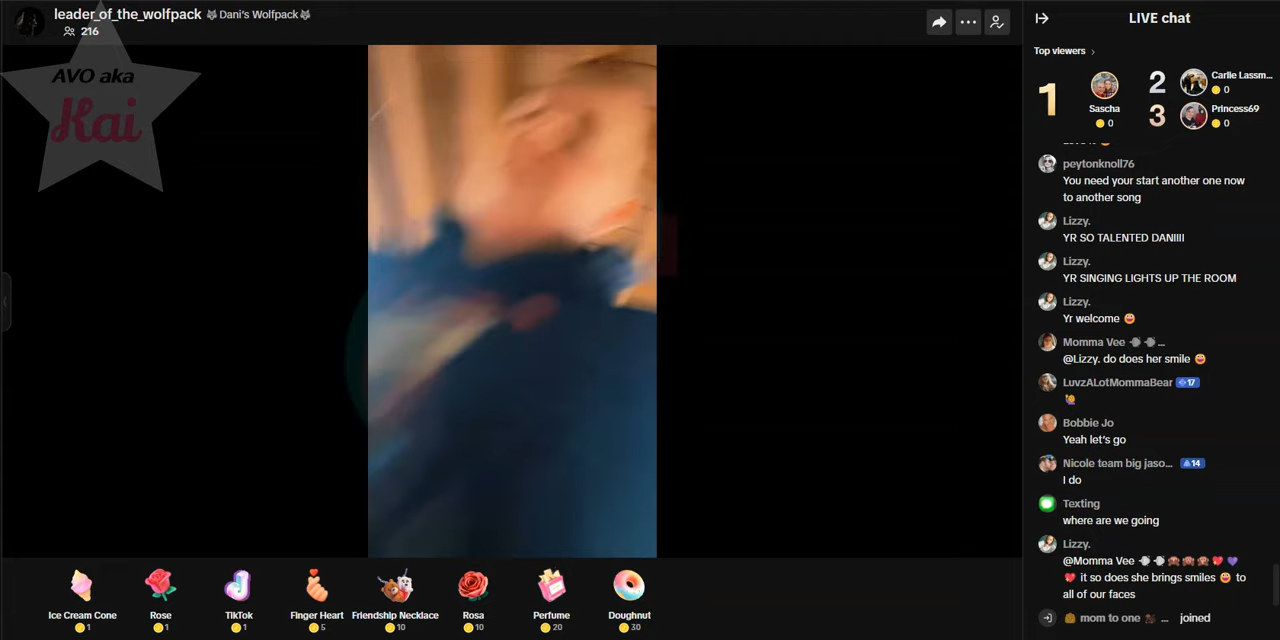 leader_of_the_wolfpack 🐺Dani's Wolfpack🐺
216
AVO aka
Kai
LIVE chat
Top viewers >
1
Sascha
0
2 Carlie Lassm...
0
3 Princess69
0
peytonknoll76
You need your start another one now
to another song
Lizzy.
YR SO TALENTED DANIIII
Lizzy.
YR SINGING LIGHTS UP THE ROOM
Lizzy.
Yr welcome
Momma Vee ...
@Lizzy. do does her smile
LuvzALotMommaBear 17
Bobbie Jo
Yeah let's go
Nicole team big jaso... 14
I do
Texting
where are we going
Lizzy.
@Momma Vee
it so does she brings smiles to
all of our faces
mom to one ... joined
Ice Cream Cone
1
Rose
1
TikTok
1
Finger Heart
5
Friendship Necklace
10
Rosa
10
Perfume
20
Doughnut
30